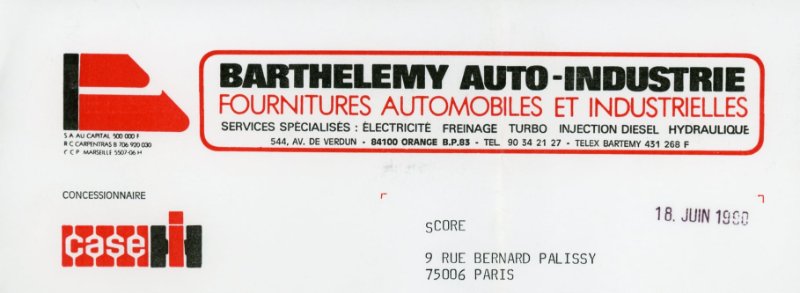 BARTHELEMY AUTO-INDUSTRIE
FOURNITURES AUTOMOBILES ET INDUSTRIELLES
SERVICES SPÉCIALISÉS : ÉLECTRICITÉ FREINAGE TURBO INJECTION DIESEL HYDRAULIQUE
544, AV. DE VERDUN - 84100 ORANGE B.P.83 - TEL. 90 34 21 27 - TELEX BARTEMY 431 268 F
S A AU CAPITAL 500 000 F
R C CARPENTRAS B 706 920 030
C C P MARSEILLE 5507-06 H
CONCESSIONNAIRE
case IH
18. JUIN
SCORE
9 RUE BERNARD PALISSY
75006 PARIS